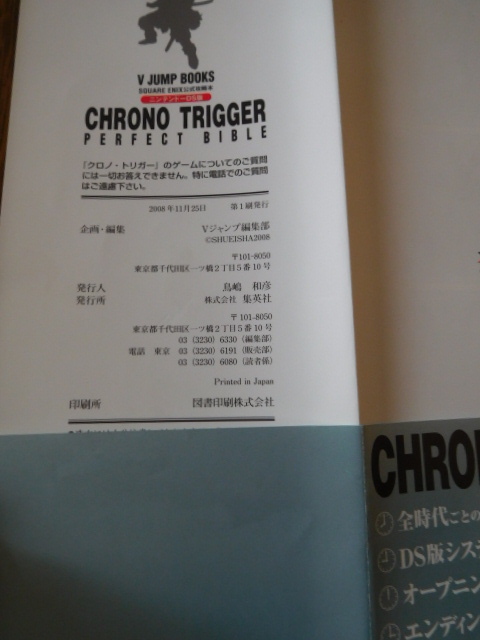 V JUMP BOOKS
SQUARE ENIX公式攻略本
ニンテンドーDS版
CHRONO TRIGGER
PERFECT BIBLE
『クロノ・トリガー』のゲームについてのご質問
には一切お答えできません。特に電話でのご質問
はご遠慮下さい。
2008年11月25日 第1刷発行
企画・編集 Vジャンプ編集部
©SHUEISHA2008
〒101-8050
東京都千代田区一ツ橋2丁目5番10号
発行人 鳥嶋 和彦
発行所 株式会社 集英社
〒101-8050
東京都千代田区一ツ橋2丁目5番10号
03 (3230) 6330 (編集部)
電話 東京 03 (3230) 6191 (販売部)
03 (3230) 6080 (読者係)
Printed in Japan
印刷所 図書印刷株式会社
CHRO
全時代ごとの
DS版シス
オープニン
エンディン